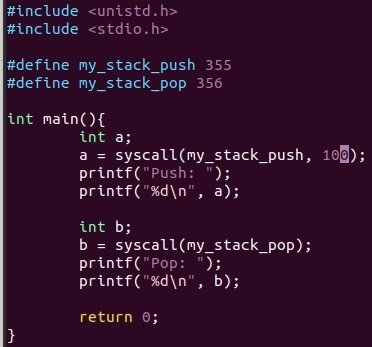 #include <unistd.h>
#include <stdio.h>

#define my_stack_push 355
#define my_stack_pop 356

int main(){
        int a;
        a = syscall(my_stack_push, 100);
        printf("Push: ");
        printf("%d\n", a);

        int b;
        b = syscall(my_stack_pop);
        printf("Pop: ");
        printf("%d\n", b);

        return 0;
}